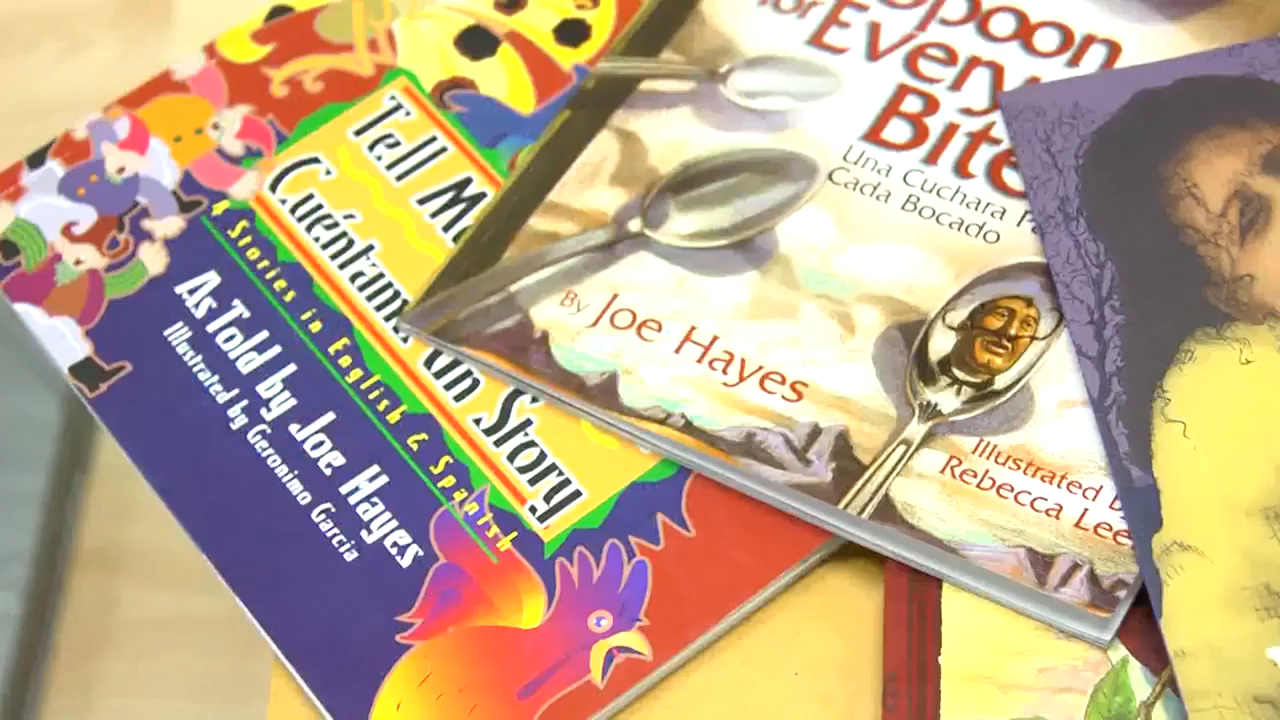 Tell M
Cuéntam Un Story
4 Stories in English & Spanish
As Told by Joe Hayes
Illustrated by Geronimo Garcia
Spoon
for Every
Bite
Una Cuchara Pa
Cada Bocado
By Joe Hayes
Illustrated b
Rebecca Lee